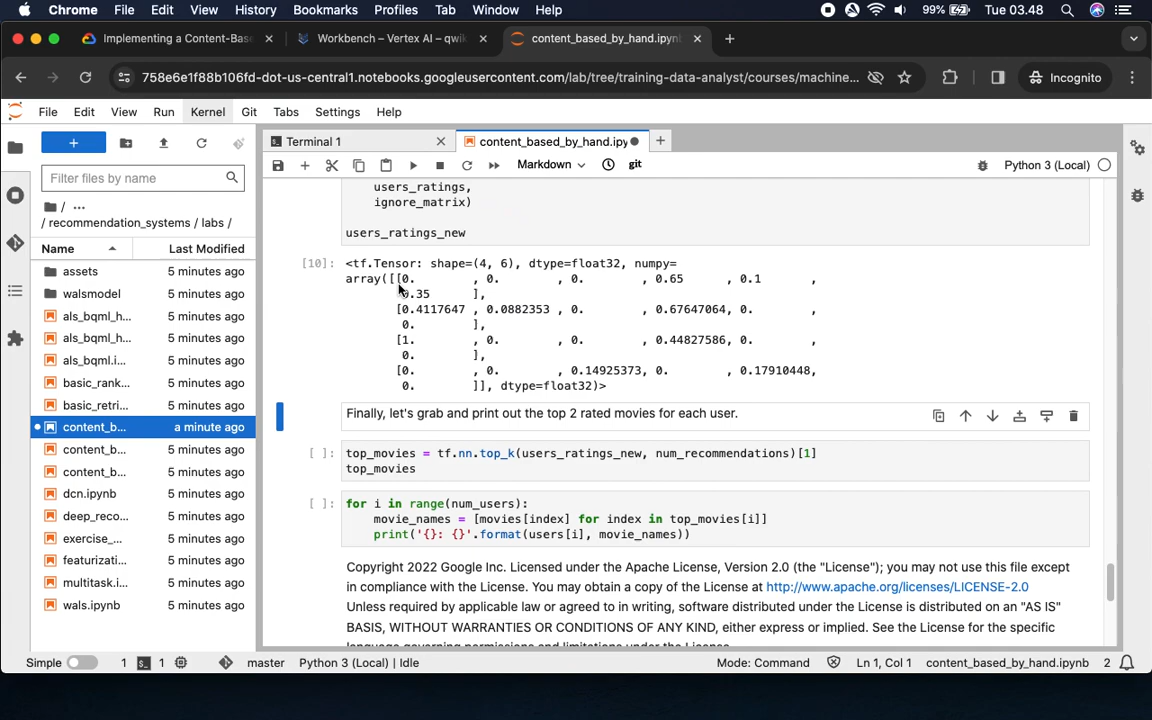 Chrome File Edit View History Bookmarks Profiles Tab Window Help 99% Tue 03.48
Implementing a Content-Base Workbench – Vertex AI – qwik content_based_by_hand.ipyn
758e6e1f88b106fd-dot-us-central1.notebooks.googleusercontent.com/lab/tree/training-data-analyst/courses/machine... Incognito
File Edit View Run Kernel Git Tabs Settings Help
Terminal 1 content_based_by_hand.ipy
Markdown git Python 3 (Local)
Filter files by name
/ ...
/ recommendation_systems / labs /
Name Last Modified
assets 5 minutes ago
walsmodel 5 minutes ago
als_bqml_h... 5 minutes ago
als_bqml_h... 5 minutes ago
als_bqml.i... 5 minutes ago
basic_rank... 5 minutes ago
basic_retri... 5 minutes ago
content_b... a minute ago
content_b... 5 minutes ago
content_b... 5 minutes ago
dcn.ipynb 5 minutes ago
deep_reco... 5 minutes ago
exercise_... 5 minutes ago
featurizati... 5 minutes ago
multitask.i... 5 minutes ago
wals.ipynb 5 minutes ago
users_ratings,
ignore_matrix)
users_ratings_new
[10]: <tf.Tensor: shape=(4, 6), dtype=float32, numpy=
array([[0. , 0. , 0. , 0.65 , 0.1 ,
0.35 ],
[0.4117647 , 0.0882353 , 0. , 0.67647064, 0. ,
0. ],
[1. , 0. , 0. , 0.44827586, 0. ,
0. ],
[0. , 0. , 0.14925373, 0. , 0.17910448,
0. ]], dtype=float32)>
Finally, let's grab and print out the top 2 rated movies for each user.
[ ]: top_movies = tf.nn.top_k(users_ratings_new, num_recommendations)[1]
top_movies
[ ]: for i in range(num_users):
movie_names = [movies[index] for index in top_movies[i]]
print('{}: {}'.format(users[i], movie_names))
Copyright 2022 Google Inc. Licensed under the Apache License, Version 2.0 (the "License"); you may not use this file except
in compliance with the License. You may obtain a copy of the License at http://www.apache.org/licenses/LICENSE-2.0
Unless required by applicable law or agreed to in writing, software distributed under the License is distributed on an "AS IS"
BASIS, WITHOUT WARRANTIES OR CONDITIONS OF ANY KIND, either express or implied. See the License for the specific
language governing permissions and limitations under the License.
Simple 1 1 master Python 3 (Local) | Idle Mode: Command Ln 1, Col 1 content_based_by_hand.ipynb 2